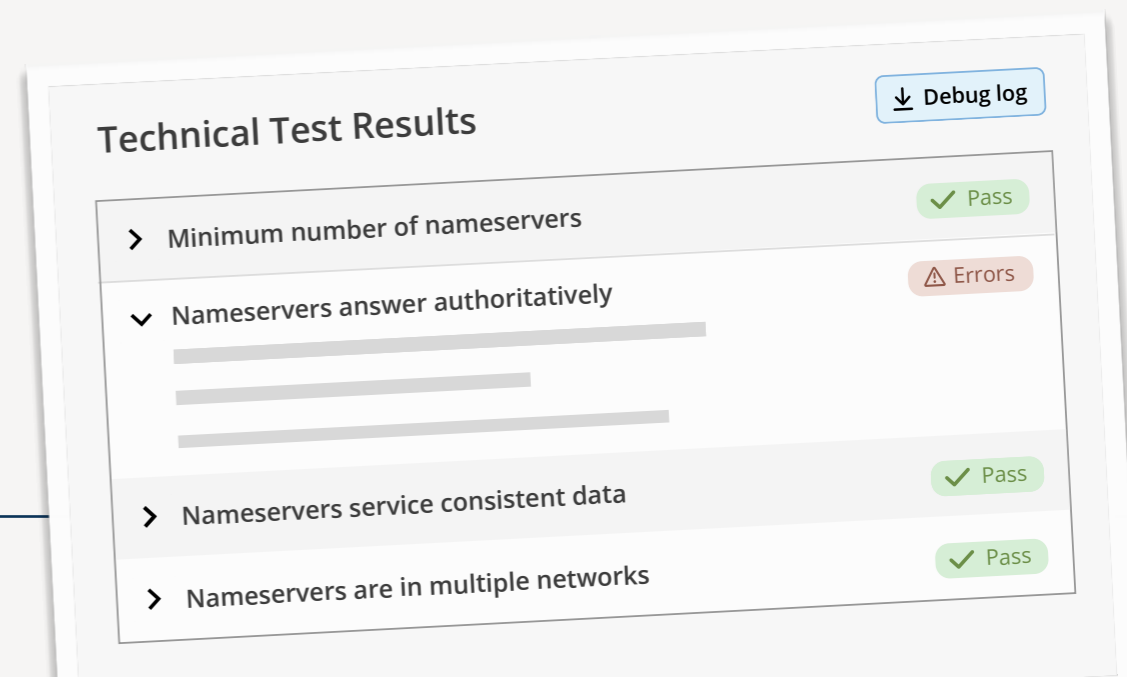 Technical Test Results
Debug log
Minimum number of nameservers
Pass
Nameservers answer authoritatively
Errors
Nameservers service consistent data
Pass
Nameservers are in multiple networks
Pass